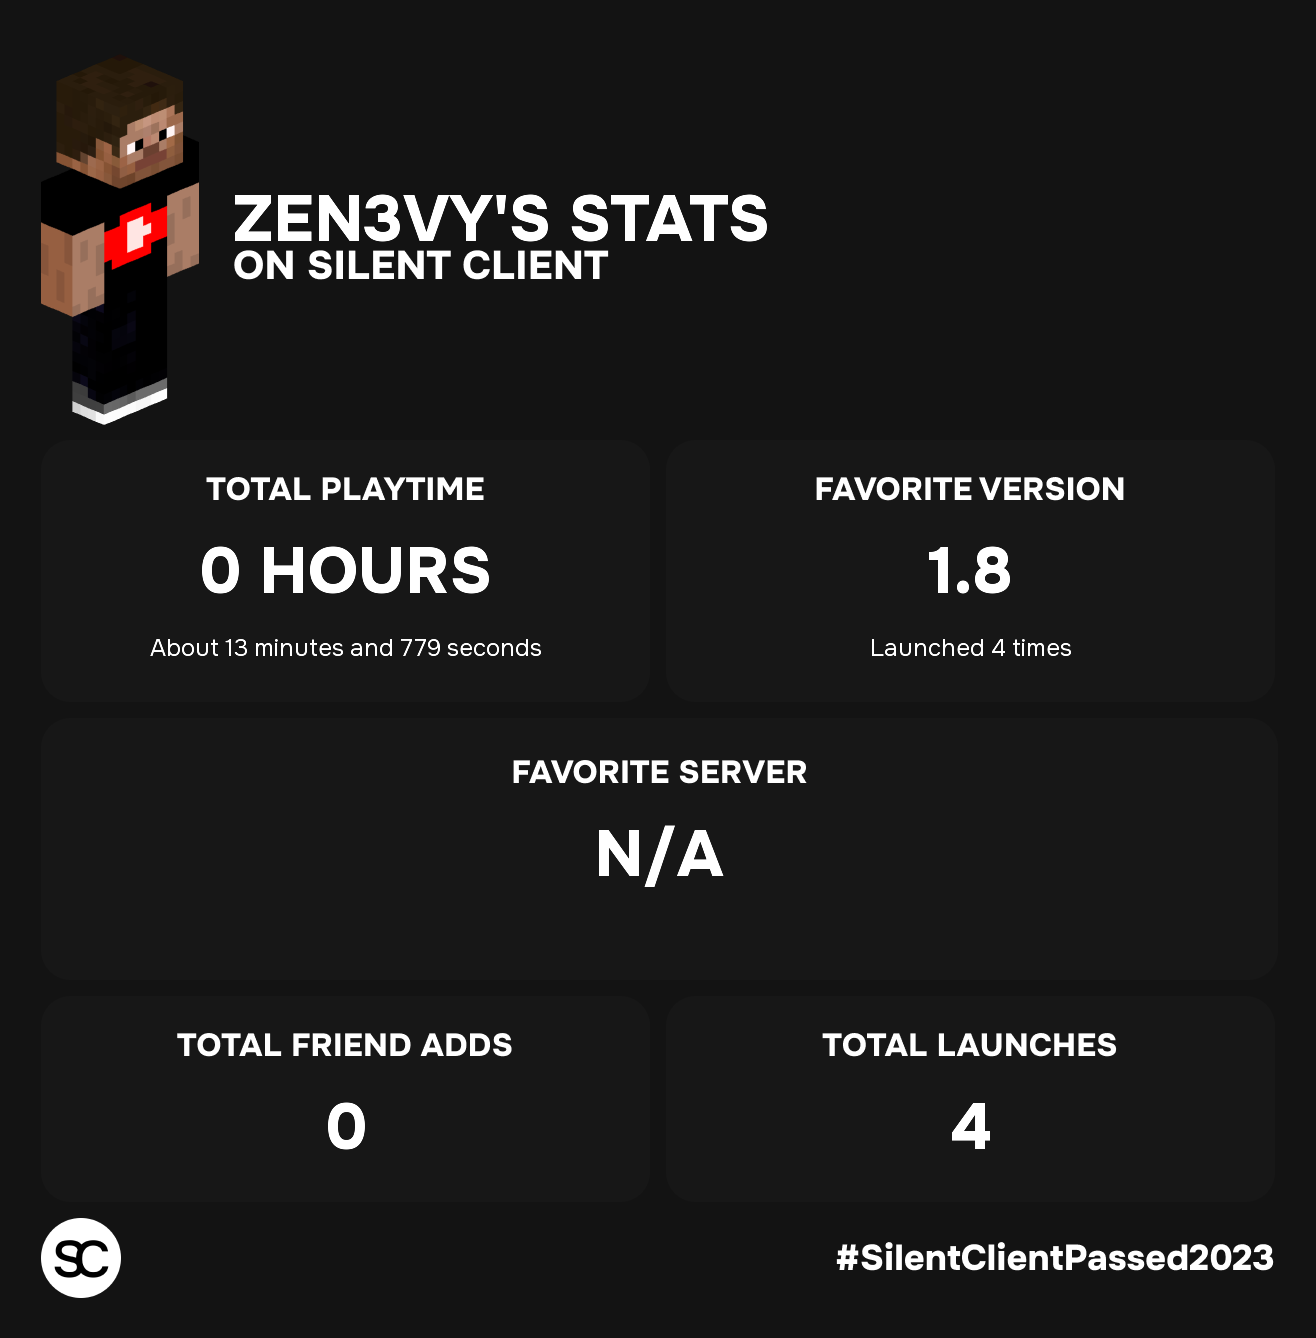 ZEN3VY'S STATS
ON SILENT CLIENT
TOTAL PLAYTIME
0 HOURS
About 13 minutes and 779 seconds
FAVORITE VERSION
1.8
Launched 4 times
FAVORITE SERVER
N/A
TOTAL FRIEND ADDS
0
TOTAL LAUNCHES
4
SC
#SilentClientPassed2023